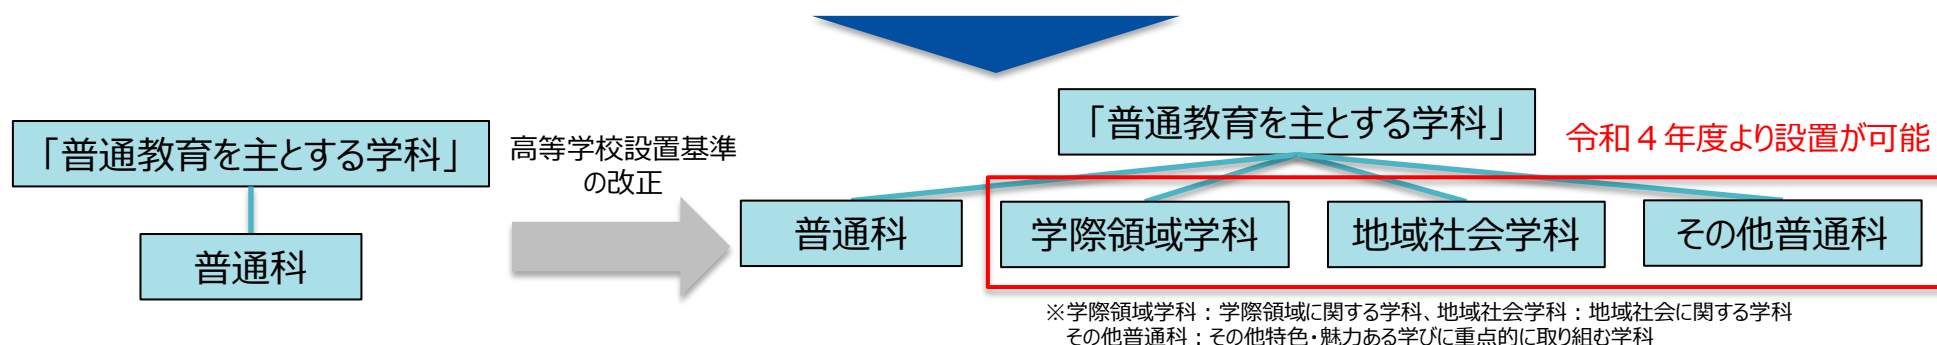 「普通教育を主とする学科」
普通科
高等学校設置基準
の改正
「普通教育を主とする学科」
令和４年度より設置が可能
普通科
学際領域学科
地域社会学科
その他普通科
※学際領域学科：学際領域に関する学科、地域社会学科：地域社会に関する学科
その他普通科：その他特色・魅力ある学びに重点的に取り組む学科